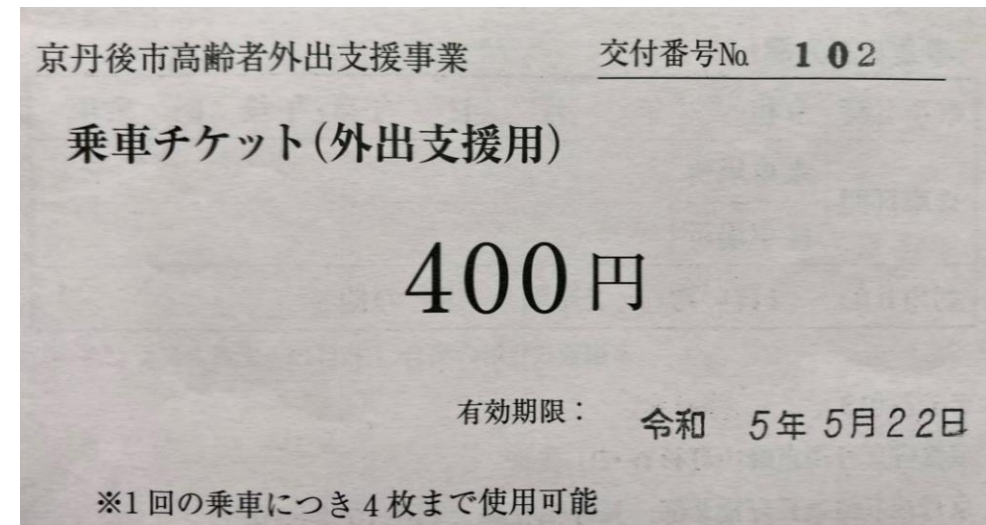 京丹後市高齢者外出支援事業 交付番号№ 102
乗車チケット(外出支援用)
400円
有効期限： 令和 5年 5月22日
※1回の乗車につき4枚まで使用可能